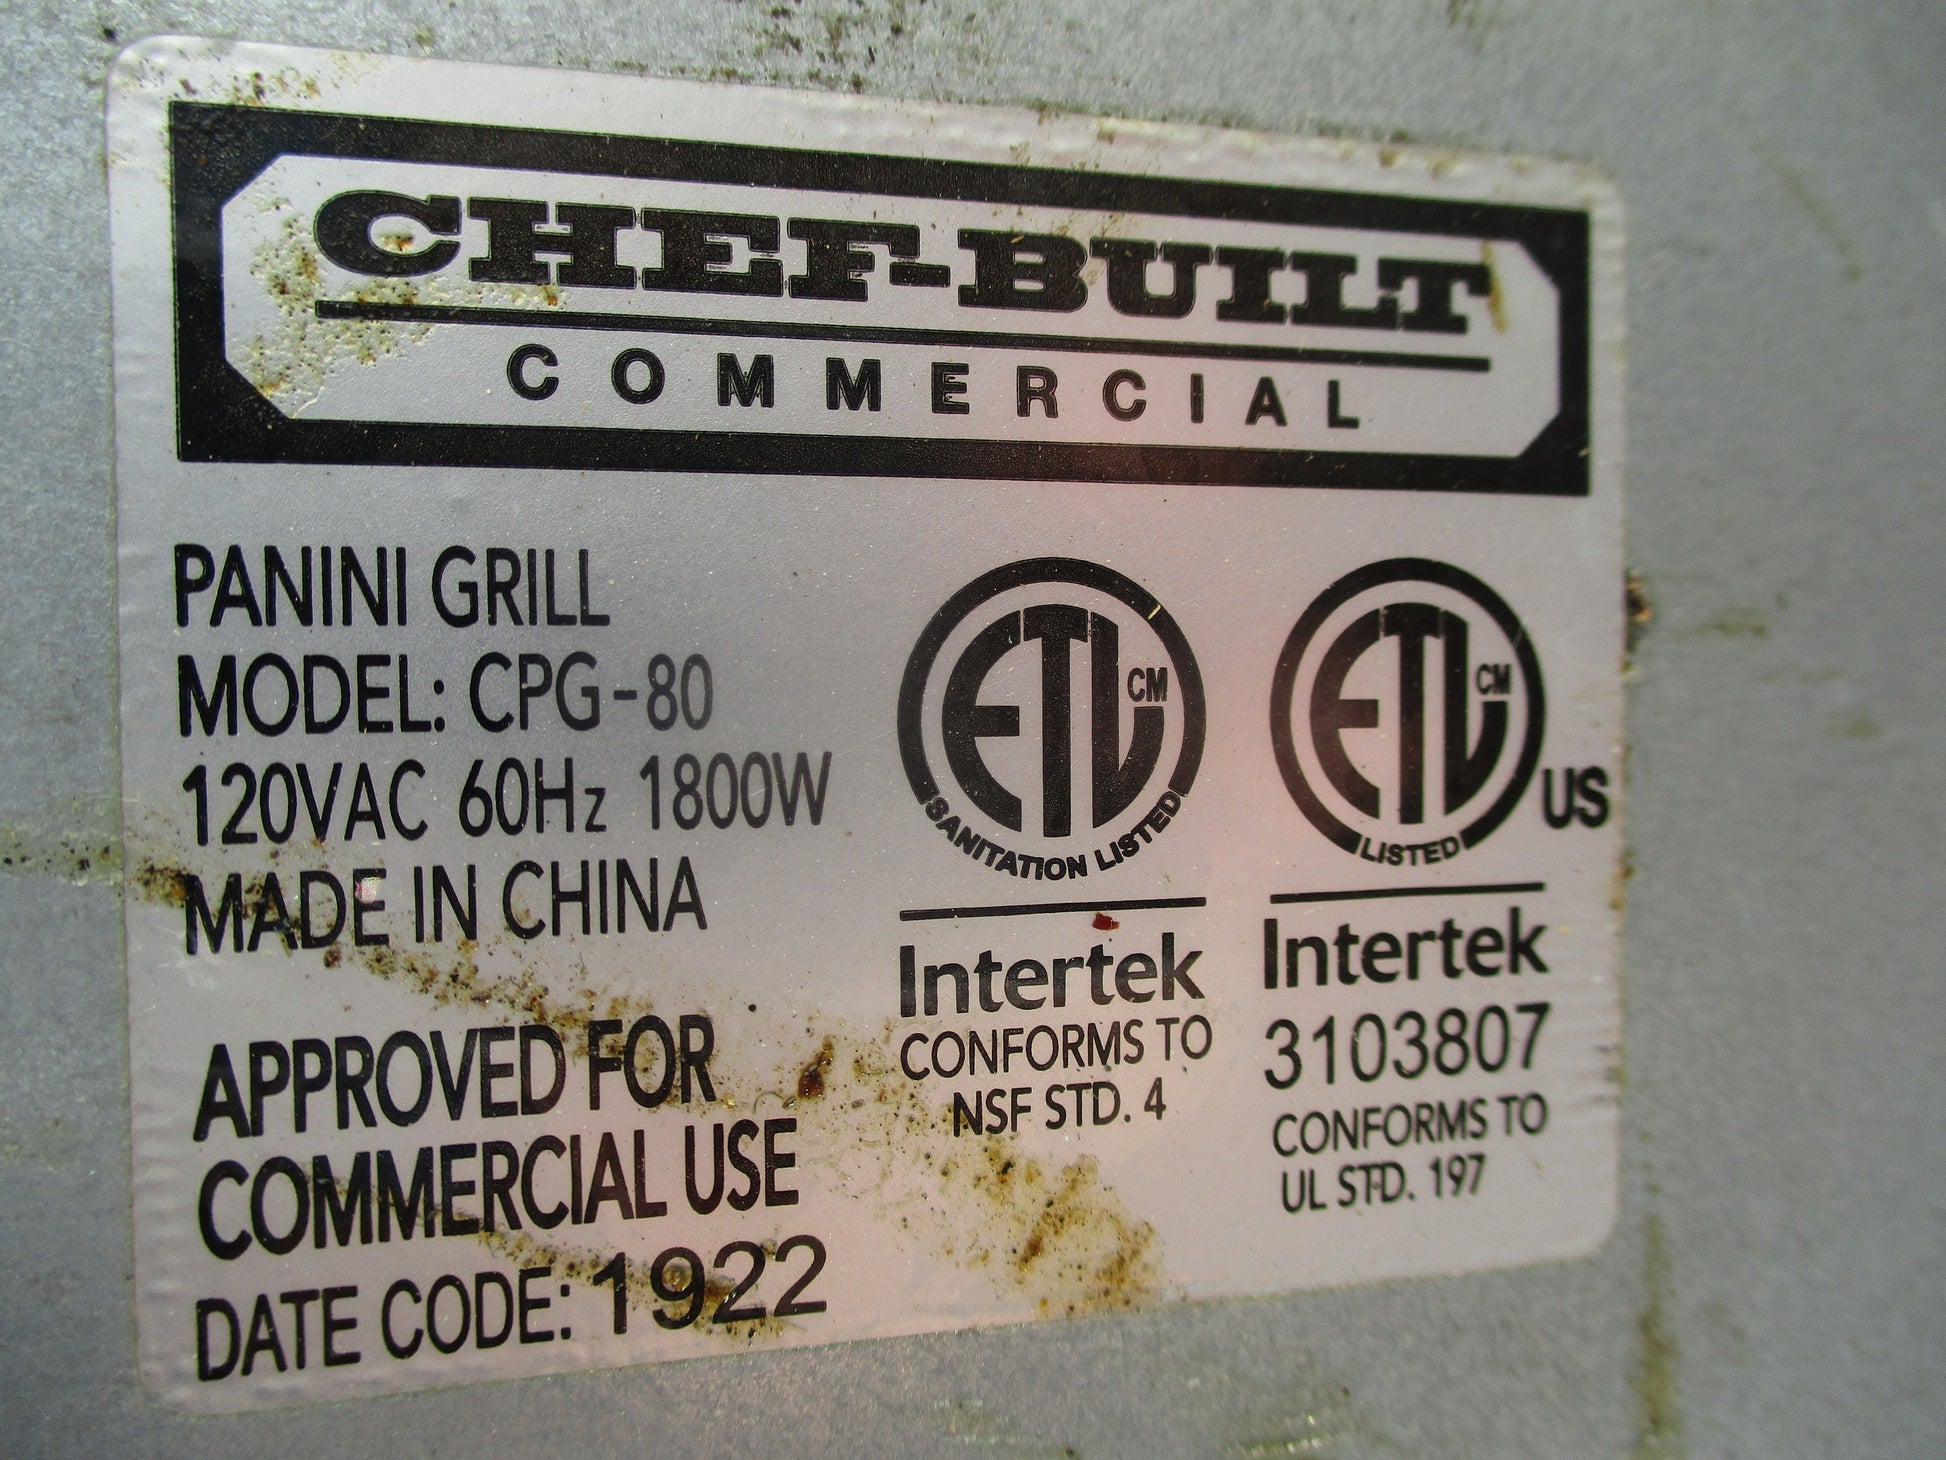 CHEF-BUILT
COMMERCIAL
PANINI GRILL
MODEL: CPG-80
120VAC 60Hz 1800W
MADE IN CHINA
APPROVED FOR
COMMERCIAL USE
DATE CODE: 1922
ETL CM
SANITATION LISTED
Intertek
CONFORMS TO
NSF STD. 4
ETL CM
LISTED
US
Intertek
3103807
CONFORMS TO
UL STD. 197